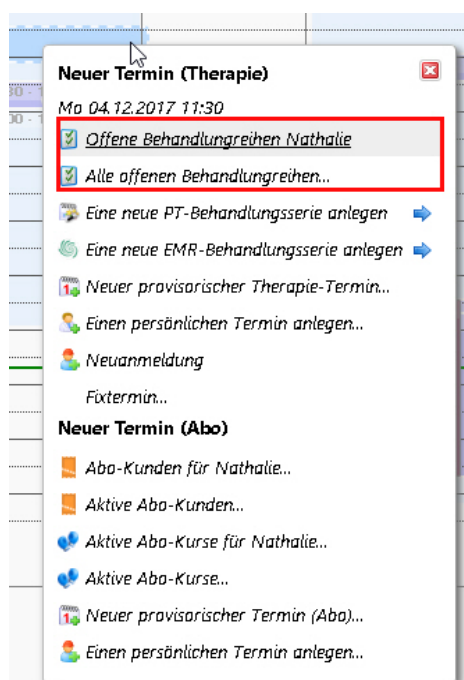 Neuer Termin (Therapie)
Mo 04.12.2017 11:30
Offene Behandlungreihen Nathalie
Alle offenen Behandlungreihen...
Eine neue PT-Behandlungsserie anlegen
Eine neue EMR-Behandlungsserie anlegen
Neuer provisorischer Therapie-Termin...
Einen persönlichen Termin anlegen...
Neuanmeldung
Fixtermin...
Neuer Termin (Abo)
Abo-Kunden für Nathalie...
Aktive Abo-Kunden...
Aktive Abo-Kurse für Nathalie...
Aktive Abo-Kurse...
Neuer provisorischer Termin (Abo)...
Einen persönlichen Termin anlegen...